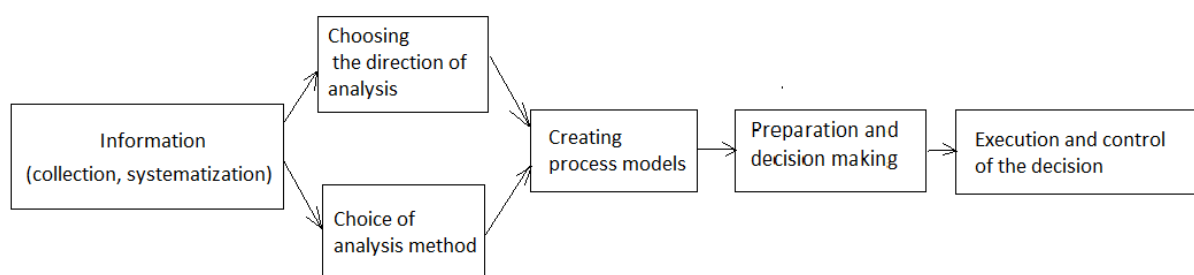 Information
(collection, systematization)
Choosing
the direction of
analysis
Choice of
analysis method
Creating
process models
Preparation and
decision making
Execution and control
of the decision